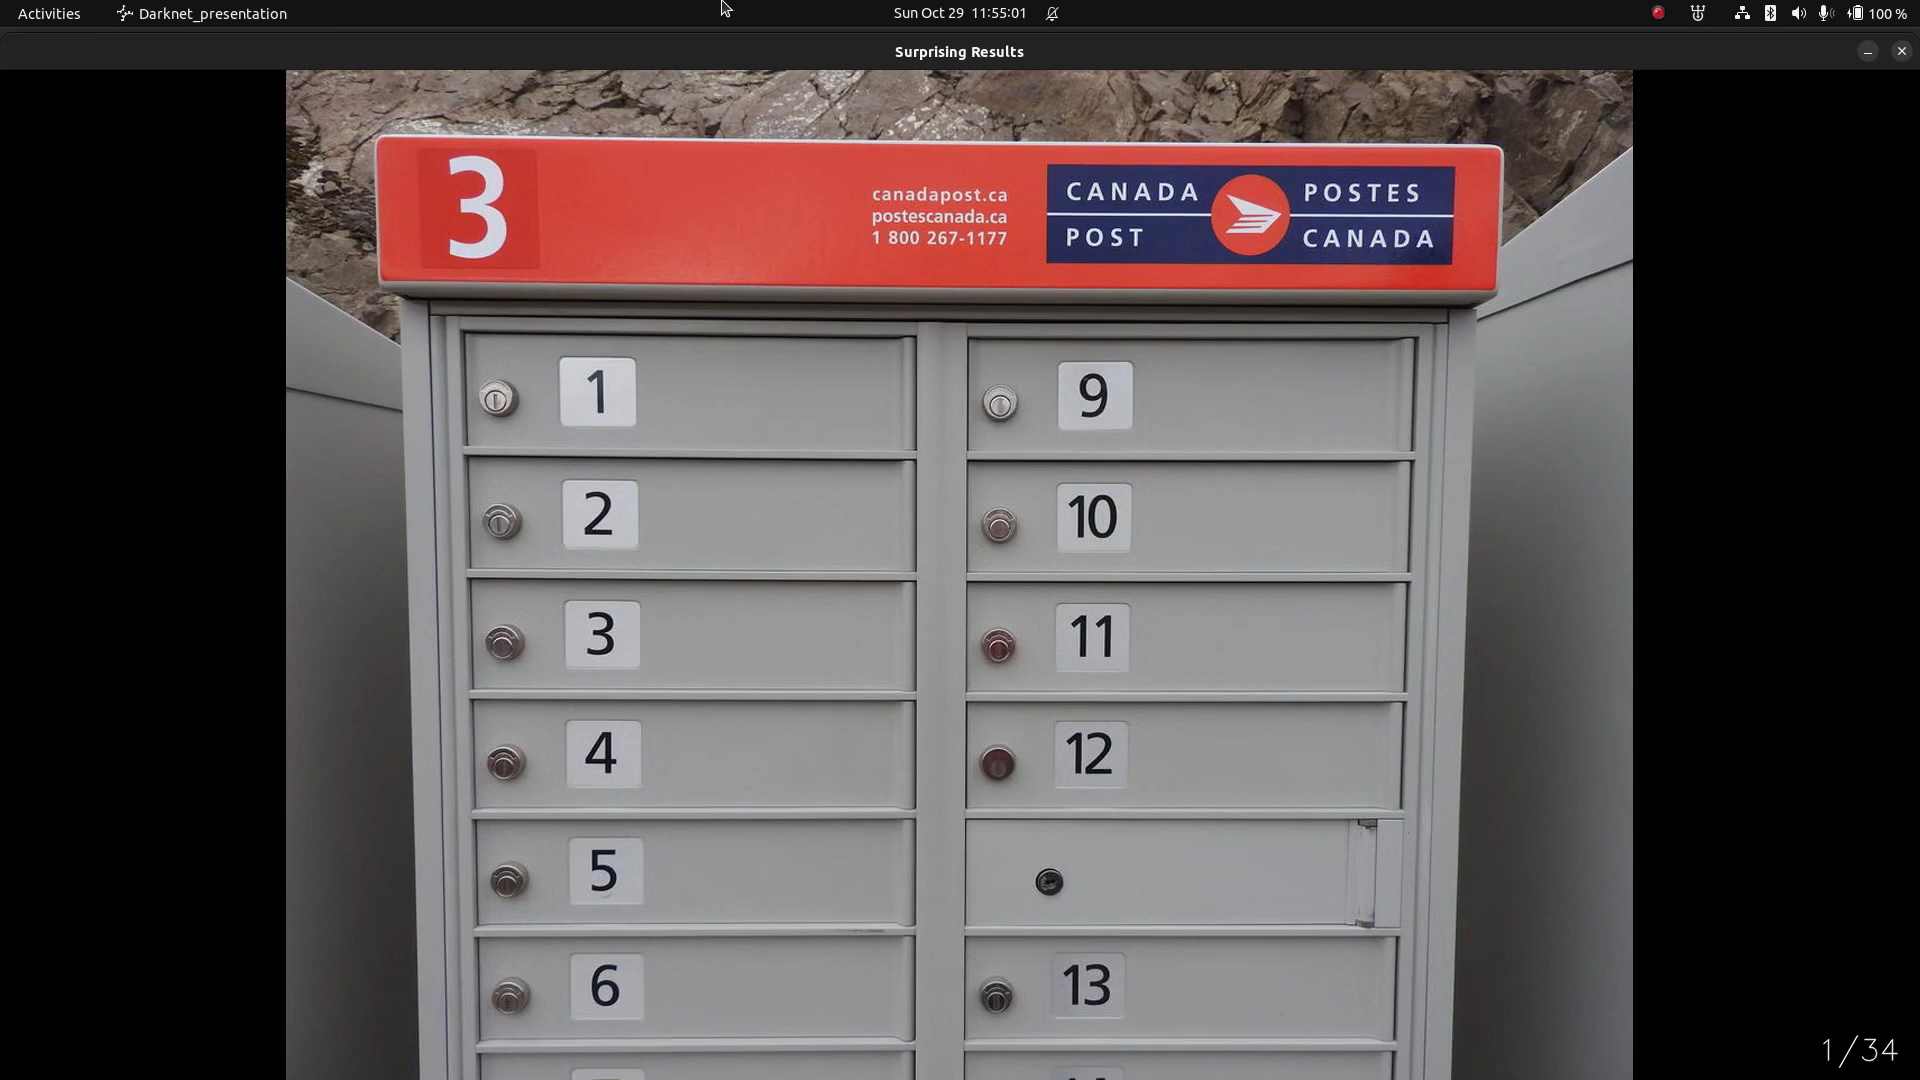 Activities
Darknet_presentation
Sun Oct 29 11:55:01
100 %
Surprising Results
3
canadapost.ca
postescanada.ca
1 800 267-1177
CANADA POST
POSTES CANADA
1
9
2
10
3
11
4
12
5
6
13
1/34